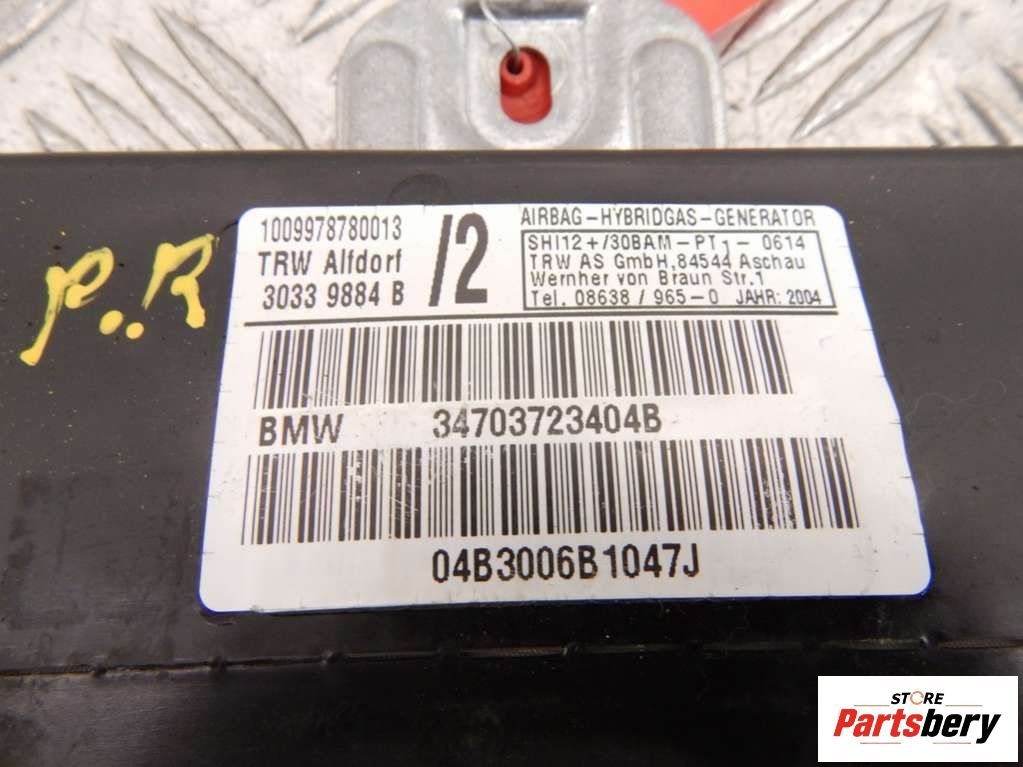 1009978780013
TRW Alfdorf
3033 9884 B
/2
AIRBAG-HYBRIDGAS-GENERATOR
SHI12+/30BAM-PT1-0614
TRW AS GmbH,84544 Aschau
Wernher von Braun Str.1
Tel. 08638/965-0 JAHR: 2004
P..R
BMW 34703723404B
04B3006B1047J
STORE
Partsbery